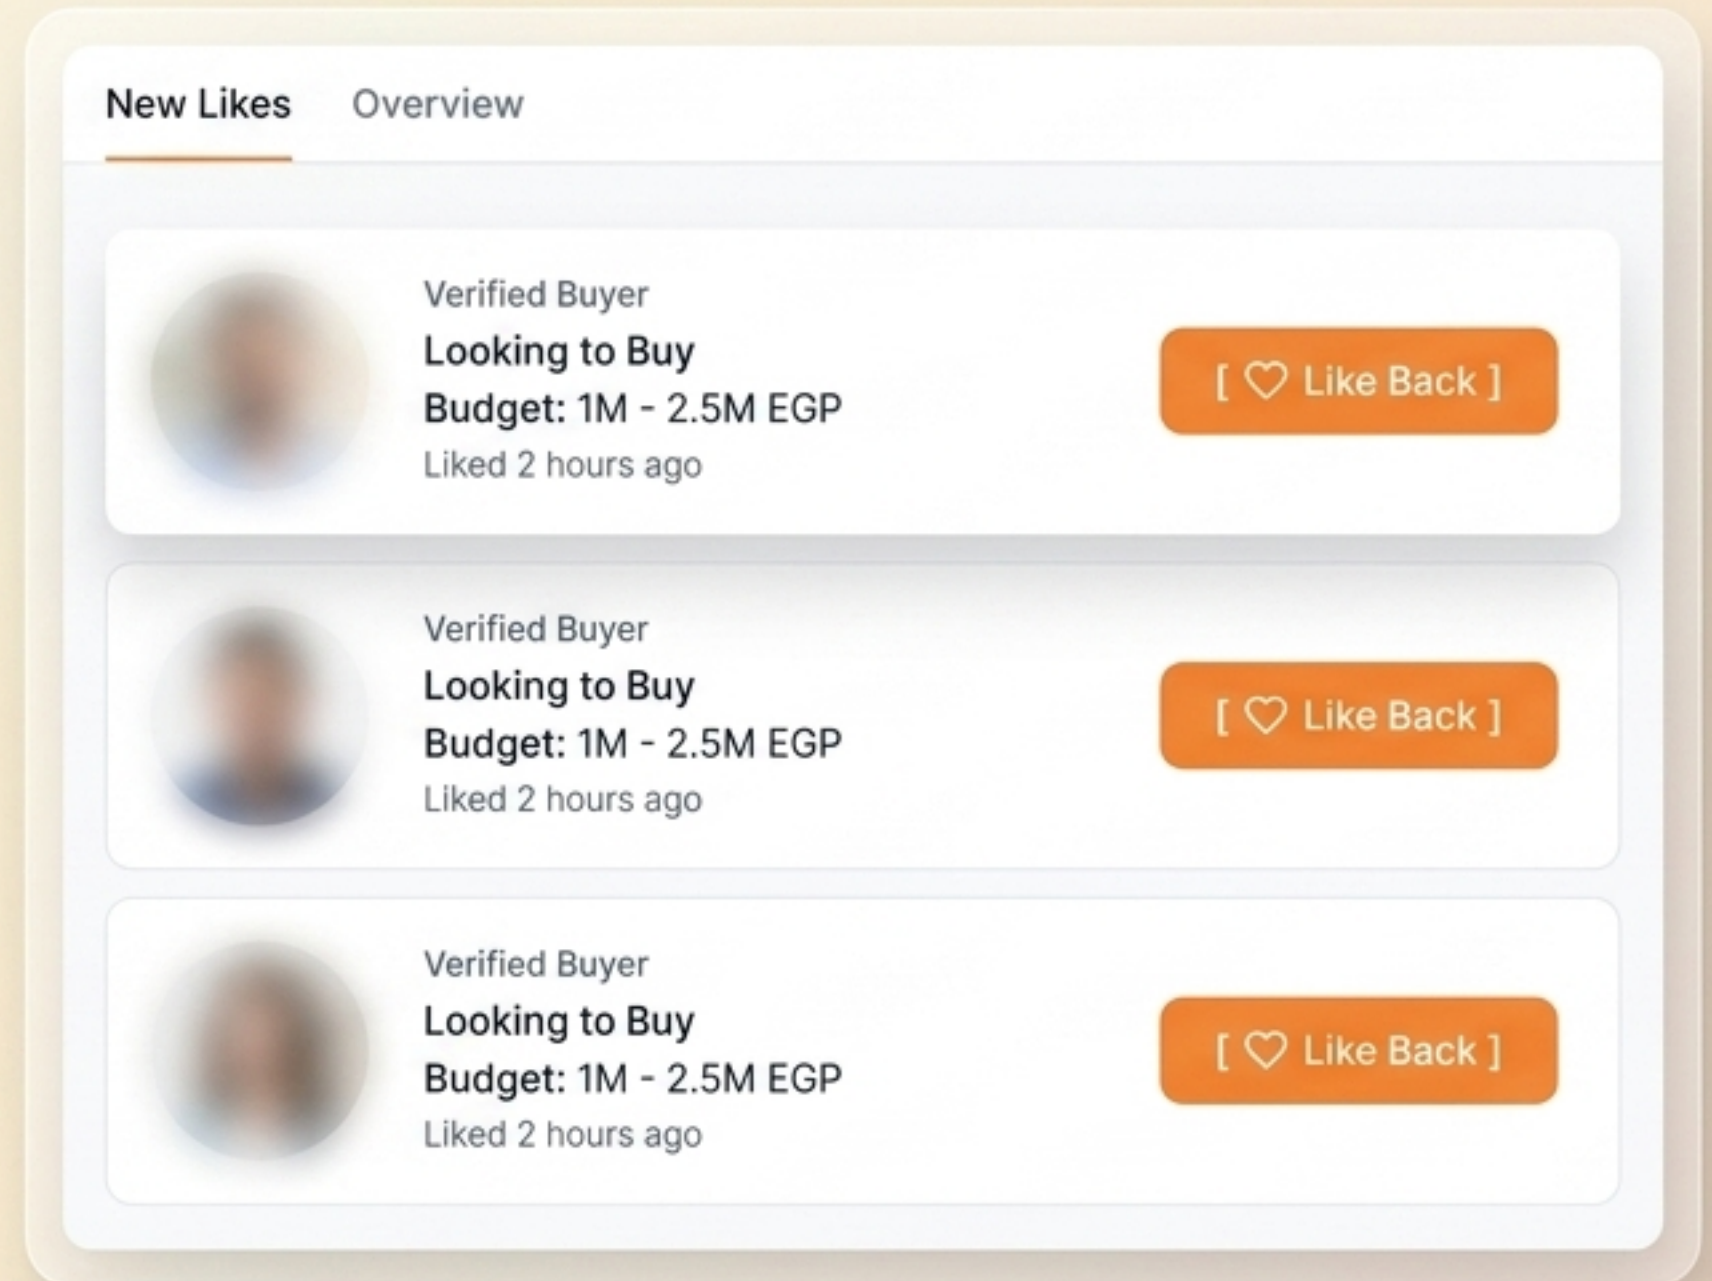 New Likes
Overview
Verified Buyer
Looking to Buy
Budget: 1M - 2.5M EGP
Liked 2 hours ago
[ ♡ Like Back ]
Verified Buyer
Looking to Buy
Budget: 1M - 2.5M EGP
Liked 2 hours ago
[ ♡ Like Back ]
Verified Buyer
Looking to Buy
Budget: 1M - 2.5M EGP
Liked 2 hours ago
[ ♡ Like Back ]